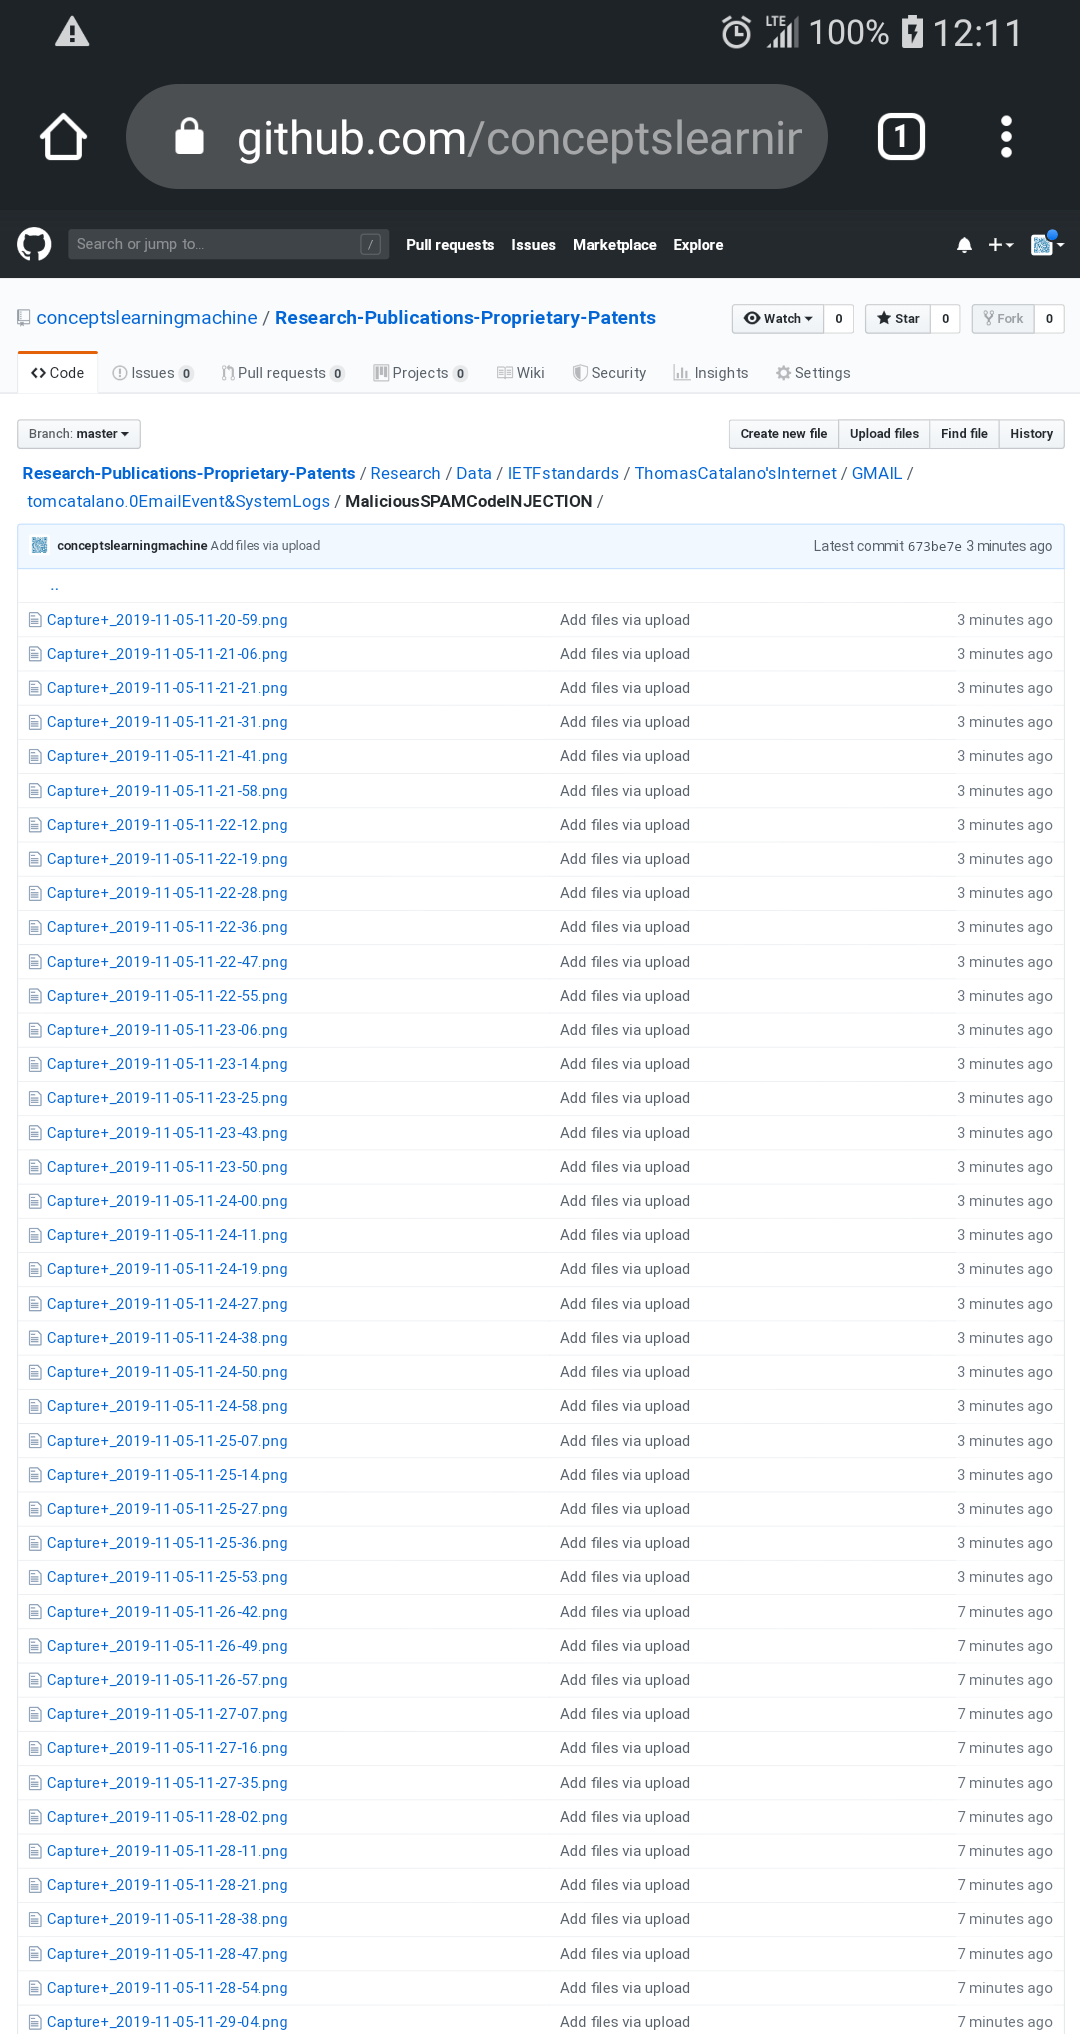 LTE 100% 12:11
github.com/conceptslearnin 1
Search or jump to... / Pull requests Issues Marketplace Explore
conceptslearningmachine / Research-Publications-Proprietary-Patents Watch 0 Star 0 Fork 0
Code Issues 0 Pull requests 0 Projects 0 Wiki Security Insights Settings
Branch: master Create new file Upload files Find file History
Research-Publications-Proprietary-Patents / Research / Data / IETFstandards / ThomasCatalano'sInternet / GMAIL /
tomcatalano.0EmailEvent&SystemLogs / MaliciousSPAMCodeINJECTION /
conceptslearningmachine Add files via upload Latest commit 673be7e 3 minutes ago
..
Capture+_2019-11-05-11-20-59.png Add files via upload 3 minutes ago
Capture+_2019-11-05-11-21-06.png Add files via upload 3 minutes ago
Capture+_2019-11-05-11-21-21.png Add files via upload 3 minutes ago
Capture+_2019-11-05-11-21-31.png Add files via upload 3 minutes ago
Capture+_2019-11-05-11-21-41.png Add files via upload 3 minutes ago
Capture+_2019-11-05-11-21-58.png Add files via upload 3 minutes ago
Capture+_2019-11-05-11-22-12.png Add files via upload 3 minutes ago
Capture+_2019-11-05-11-22-19.png Add files via upload 3 minutes ago
Capture+_2019-11-05-11-22-28.png Add files via upload 3 minutes ago
Capture+_2019-11-05-11-22-36.png Add files via upload 3 minutes ago
Capture+_2019-11-05-11-22-47.png Add files via upload 3 minutes ago
Capture+_2019-11-05-11-22-55.png Add files via upload 3 minutes ago
Capture+_2019-11-05-11-23-06.png Add files via upload 3 minutes ago
Capture+_2019-11-05-11-23-14.png Add files via upload 3 minutes ago
Capture+_2019-11-05-11-23-25.png Add files via upload 3 minutes ago
Capture+_2019-11-05-11-23-43.png Add files via upload 3 minutes ago
Capture+_2019-11-05-11-23-50.png Add files via upload 3 minutes ago
Capture+_2019-11-05-11-24-00.png Add files via upload 3 minutes ago
Capture+_2019-11-05-11-24-11.png Add files via upload 3 minutes ago
Capture+_2019-11-05-11-24-19.png Add files via upload 3 minutes ago
Capture+_2019-11-05-11-24-27.png Add files via upload 3 minutes ago
Capture+_2019-11-05-11-24-38.png Add files via upload 3 minutes ago
Capture+_2019-11-05-11-24-50.png Add files via upload 3 minutes ago
Capture+_2019-11-05-11-24-58.png Add files via upload 3 minutes ago
Capture+_2019-11-05-11-25-07.png Add files via upload 3 minutes ago
Capture+_2019-11-05-11-25-14.png Add files via upload 3 minutes ago
Capture+_2019-11-05-11-25-27.png Add files via upload 3 minutes ago
Capture+_2019-11-05-11-25-36.png Add files via upload 3 minutes ago
Capture+_2019-11-05-11-25-53.png Add files via upload 3 minutes ago
Capture+_2019-11-05-11-26-42.png Add files via upload 7 minutes ago
Capture+_2019-11-05-11-26-49.png Add files via upload 7 minutes ago
Capture+_2019-11-05-11-26-57.png Add files via upload 7 minutes ago
Capture+_2019-11-05-11-27-07.png Add files via upload 7 minutes ago
Capture+_2019-11-05-11-27-16.png Add files via upload 7 minutes ago
Capture+_2019-11-05-11-27-35.png Add files via upload 7 minutes ago
Capture+_2019-11-05-11-28-02.png Add files via upload 7 minutes ago
Capture+_2019-11-05-11-28-11.png Add files via upload 7 minutes ago
Capture+_2019-11-05-11-28-21.png Add files via upload 7 minutes ago
Capture+_2019-11-05-11-28-38.png Add files via upload 7 minutes ago
Capture+_2019-11-05-11-28-47.png Add files via upload 7 minutes ago
Capture+_2019-11-05-11-28-54.png Add files via upload 7 minutes ago
Capture+_2019-11-05-11-29-04.png Add files via upload 7 minutes ago